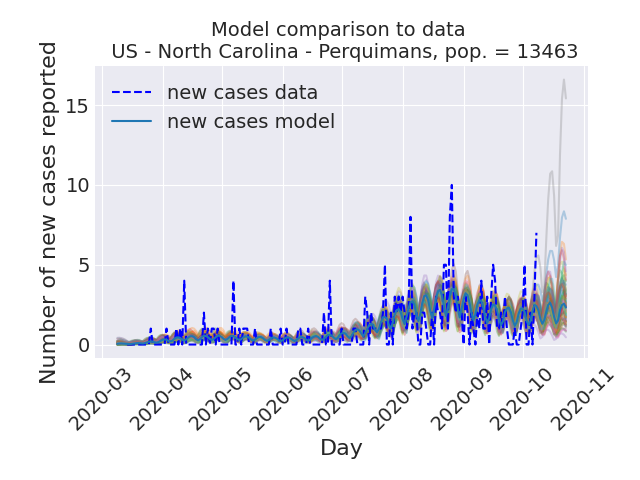 Model comparison to data
US - North Carolina - Perquimans, pop. = 13463
Number of new cases reported
15
10
5
0
new cases data
new cases model
2020-03
2020-04
2020-05
2020-06
2020-07
2020-08
2020-09
2020-10
2020-11
Day